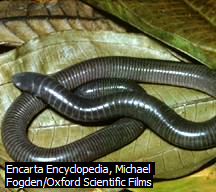 Encarta Encyclopedia, Michael
Fogden/Oxford Scientific Films